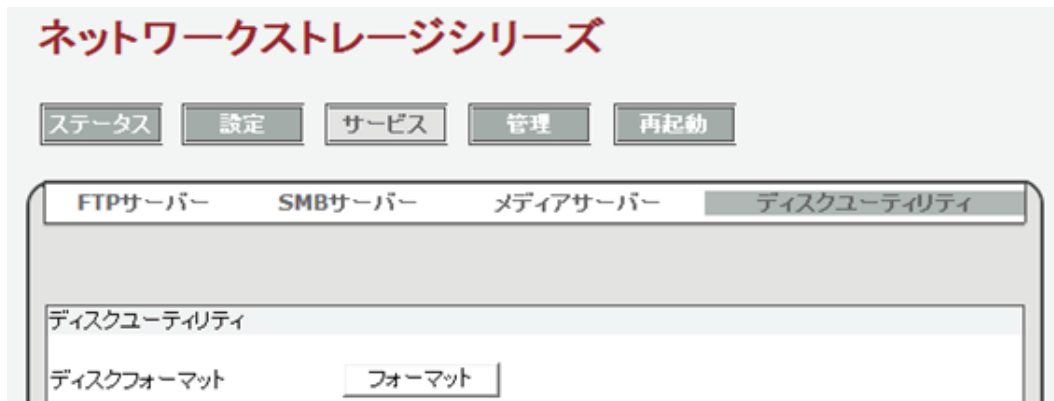 ネットワークストレージシリーズ
ステータス 設定 サービス 管理 再起動
FTPサーバー SMBサーバー メディアサーバー ディスクユーティリティ
ディスクユーティリティ
ディスクフォーマット フォーマット